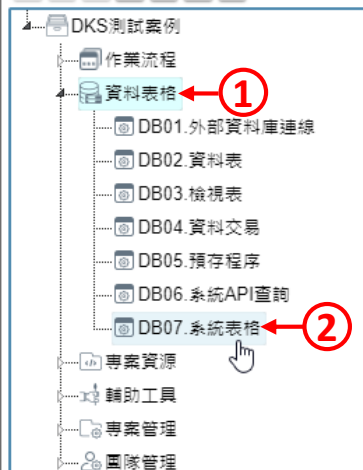 DKS測試案例
作業流程
資料表格 1
DB01.外部資料庫連線
DB02.資料表
DB03.檢視表
DB04.資料交易
DB05.預存程序
DB06.系統API查詢
DB07.系統表格 2
專案資源
輔助工具
專案管理
團隊管理